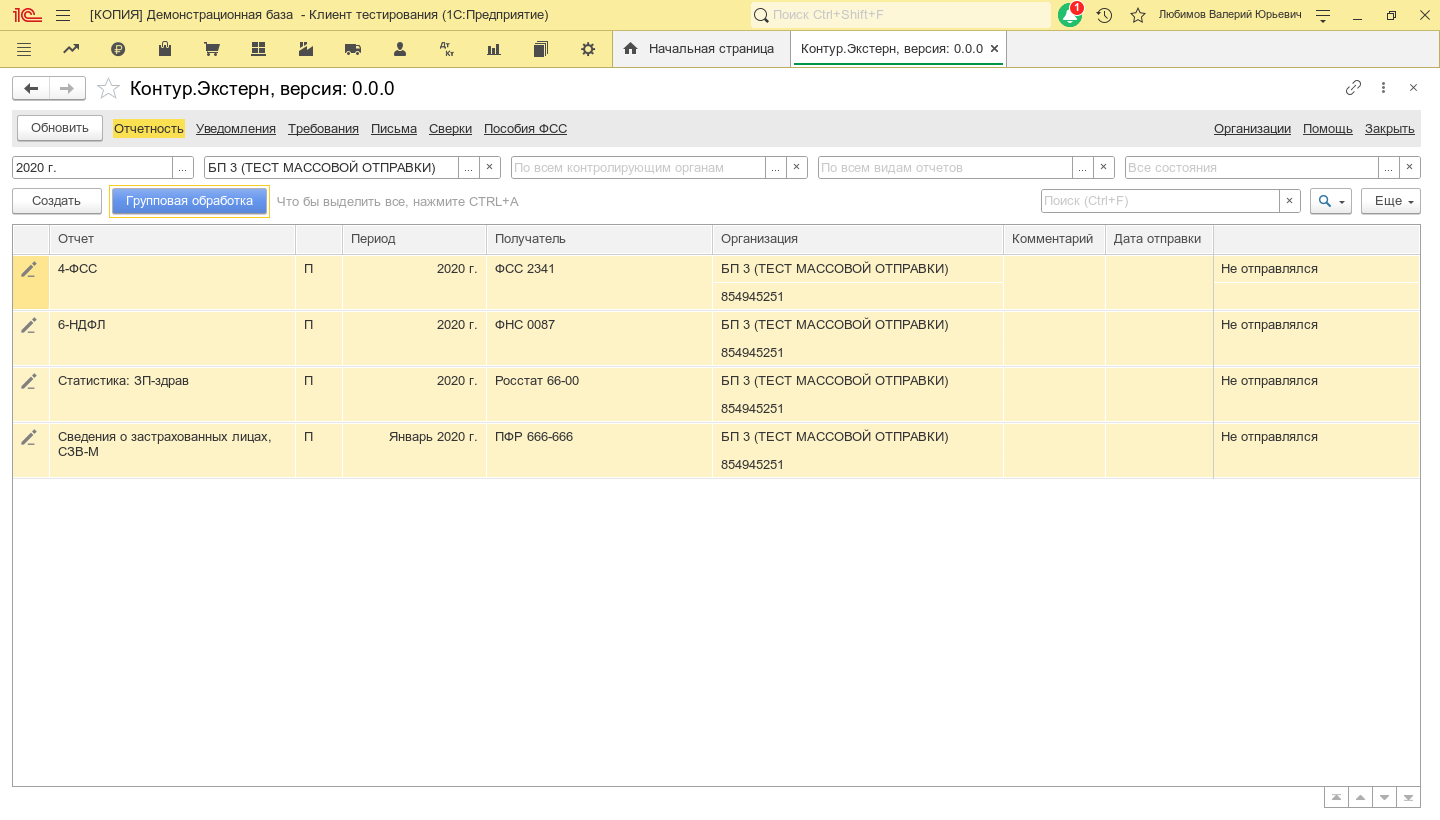 [КОПИЯ] Демонстрационная база - Клиент тестирования (1С:Предприятие)
Поиск Ctrl+Shift+F
1
Любимов Валерий Юрьевич
Начальная страница
Контур.Экстерн, версия: 0.0.0
Контур.Экстерн, версия: 0.0.0
Обновить Отчетность Уведомления Требования Письма Сверки Пособия ФСС Организации Помощь Закрыть
2020 г. ... БП 3 (ТЕСТ МАССОВОЙ ОТПРАВКИ) ... × По всем контролирующим органам ... × По всем видам отчетов ... × Все состояния ... ×
Создать Групповая обработка Что бы выделить все, нажмите CTRL+A Поиск (Ctrl+F) × Еще
Отчет Период Получатель Организация Комментарий Дата отправки
4-ФСС П 2020 г. ФСС 2341 БП 3 (ТЕСТ МАССОВОЙ ОТПРАВКИ) Не отправлялся
854945251
6-НДФЛ П 2020 г. ФНС 0087 БП 3 (ТЕСТ МАССОВОЙ ОТПРАВКИ) Не отправлялся
854945251
Статистика: ЗП-здрав П 2020 г. Росстат 66-00 БП 3 (ТЕСТ МАССОВОЙ ОТПРАВКИ) Не отправлялся
854945251
Сведения о застрахованных лицах, П Январь 2020 г. ПФР 666-666 БП 3 (ТЕСТ МАССОВОЙ ОТПРАВКИ) Не отправлялся
СЗВ-М
854945251